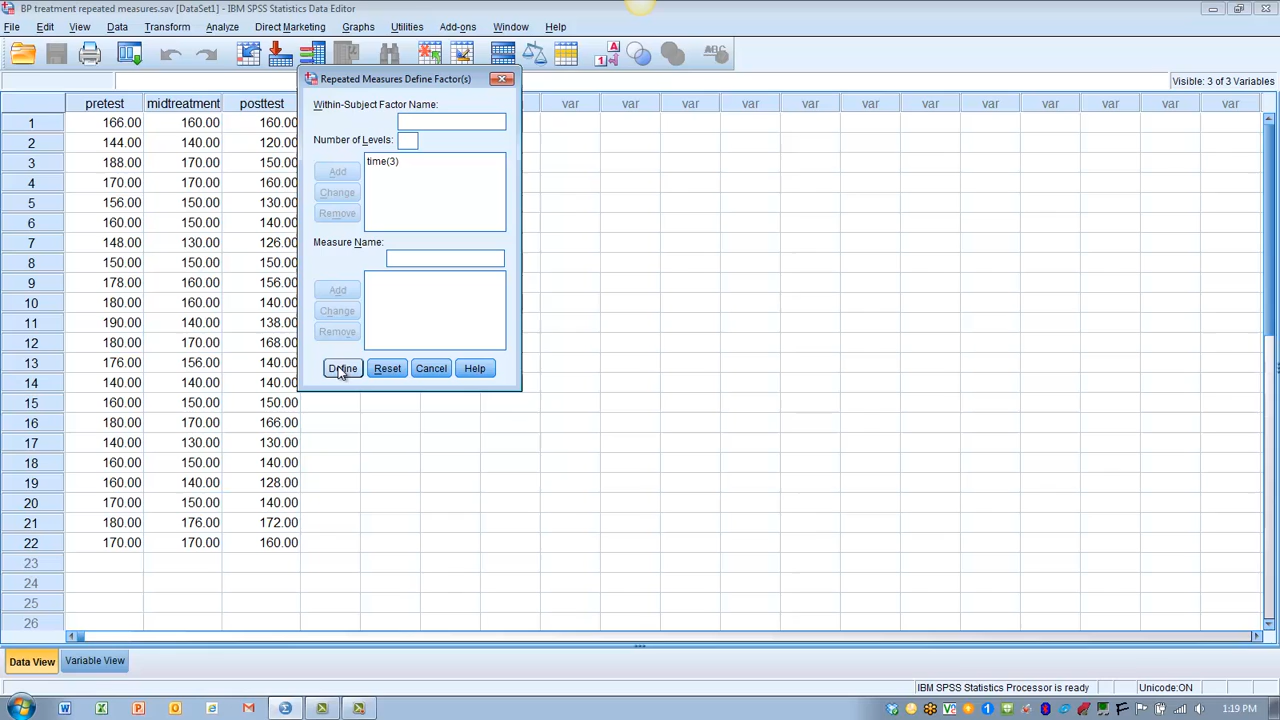 BP treatment repeated measures.sav [DataSet1] - IBM SPSS Statistics Data Editor
File Edit View Data Transform Analyze Direct Marketing Graphs Utilities Add-ons Window Help
Visible: 3 of 3 Variables
pretest midtreatment posttest var var var var var var var var var var var var
1 166.00 160.00 160.00
2 144.00 140.00 120.00
3 188.00 170.00 150.00
4 170.00 170.00 160.00
5 156.00 150.00 130.00
6 160.00 150.00 140.00
7 148.00 130.00 126.00
8 150.00 150.00 150.00
9 178.00 160.00 156.00
10 180.00 160.00 140.00
11 190.00 140.00 138.00
12 180.00 170.00 168.00
13 176.00 156.00 140.00
14 140.00 140.00 140.00
15 160.00 150.00 150.00
16 180.00 170.00 166.00
17 140.00 130.00 130.00
18 160.00 150.00 140.00
19 160.00 140.00 128.00
20 170.00 150.00 140.00
21 180.00 176.00 172.00
22 170.00 170.00 160.00
23
24
25
26
Repeated Measures Define Factor(s)
Within-Subject Factor Name:
Number of Levels:
time(3)
Add
Change
Remove
Measure Name:
Add
Change
Remove
Define Reset Cancel Help
Data View Variable View
IBM SPSS Statistics Processor is ready Unicode:ON
1:19 PM